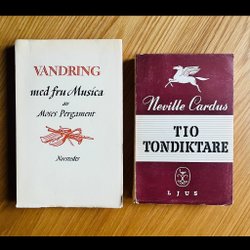 VANDRING
med fru Musica
av
Moses Pergament
Norstedts
Neville Cardus
TIO
TONDIKTARE
LJUS